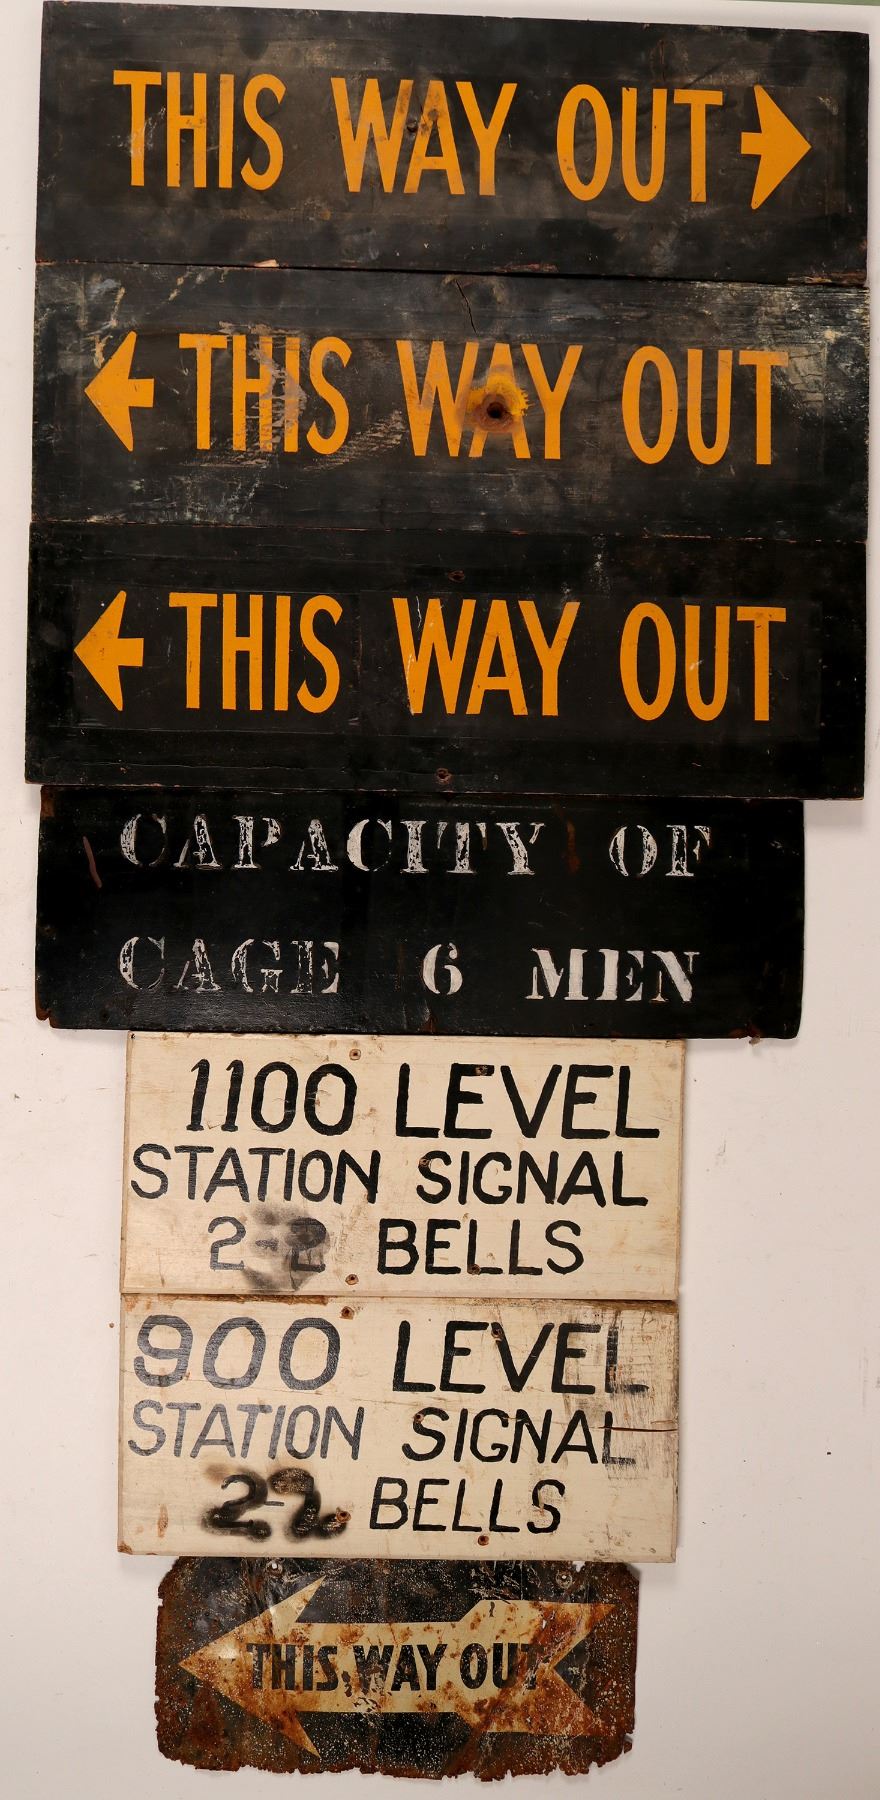 THIS WAY OUT
THIS WAY OUT
THIS WAY OUT
CAPACITY OF
CAGE 6 MEN
1100 LEVEL
STATION SIGNAL
2-2 BELLS
900 LEVEL
STATION SIGNAL
2-2 BELLS
THIS WAY OUT